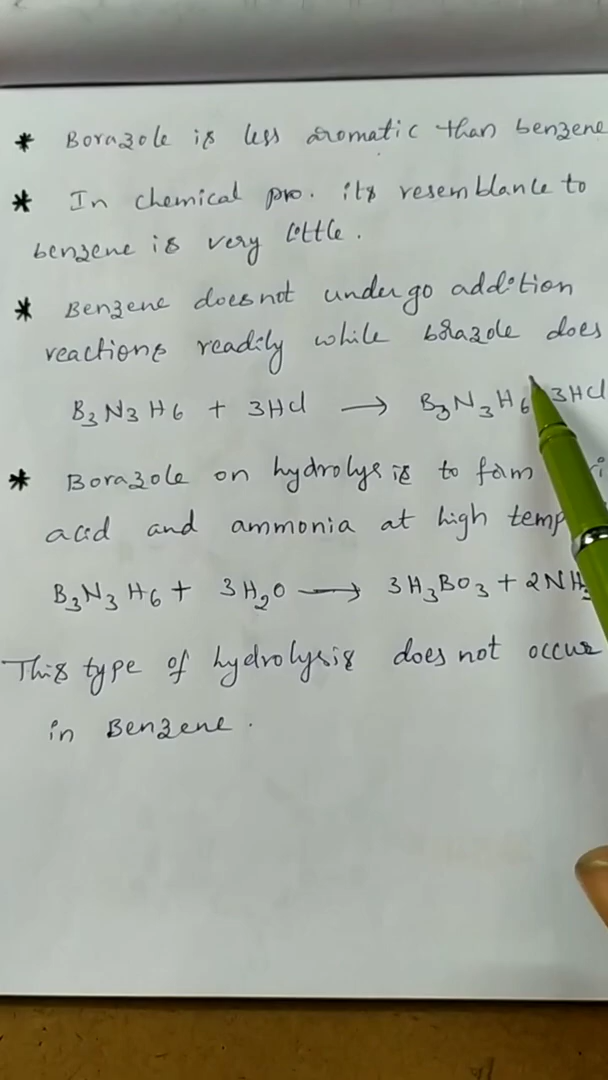 * Borazole is less aromatic than benzene
* In chemical pro. its resemblance to
benzene is very little.
* Benzene does not undergo addition
reactions readily while brazole does
B3N3H6 + 3HCl → B3N3H6 3HCl
* Borazole on hydrolysis to form
acid and ammonia at high temp
B3N3H6 + 3H2O → 3H3BO3 + 2NH3
This type of hydrolysis does not occur
in Benzene.